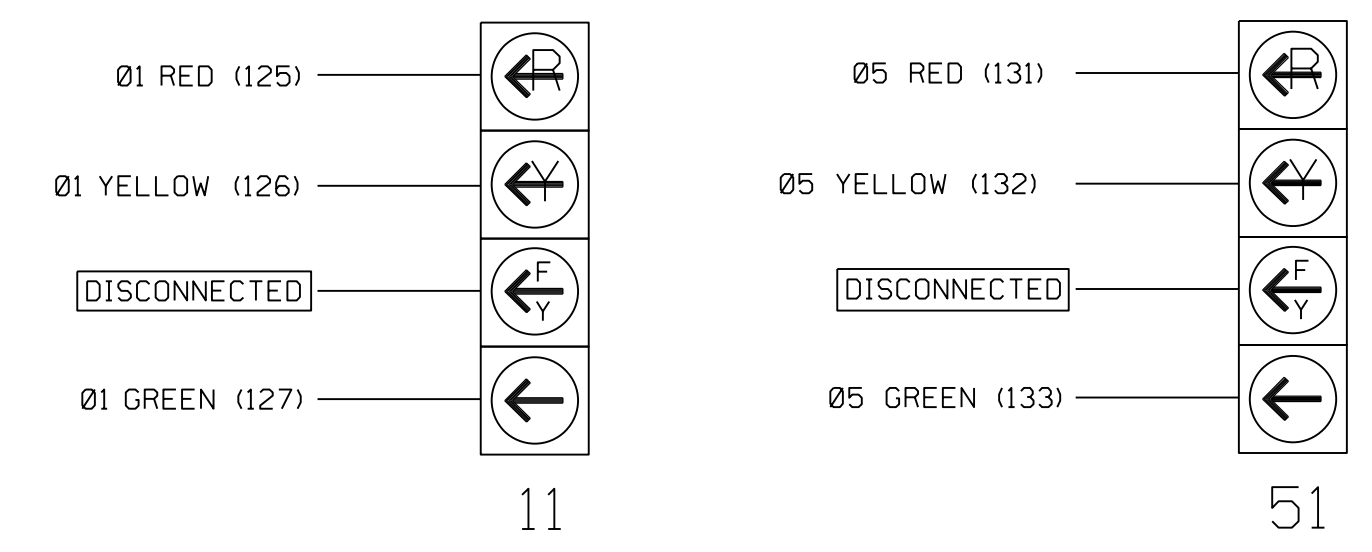 Ø1 RED (125)
R
Ø1 YELLOW (126)
Y
DISCONNECTED
F
Y
Ø1 GREEN (127)
11
Ø5 RED (131)
R
Ø5 YELLOW (132)
Y
DISCONNECTED
F
Y
Ø5 GREEN (133)
51